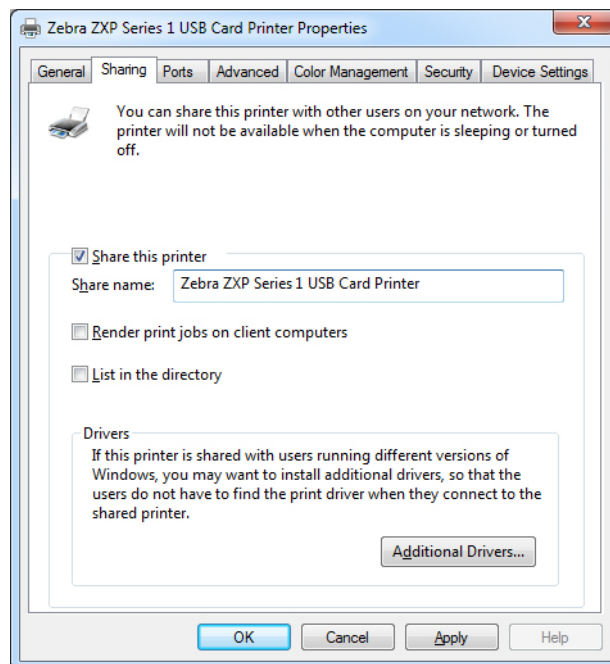 Zebra ZXP Series 1 USB Card Printer Properties
General Sharing Ports Advanced Color Management Security Device Settings
You can share this printer with other users on your network. The
printer will not be available when the computer is sleeping or turned
off.
Share this printer
Share name: Zebra ZXP Series 1 USB Card Printer
Render print jobs on client computers
List in the directory
Drivers
If this printer is shared with users running different versions of
Windows, you may want to install additional drivers, so that the
users do not have to find the print driver when they connect to the
shared printer.
Additional Drivers...
OK Cancel Apply Help